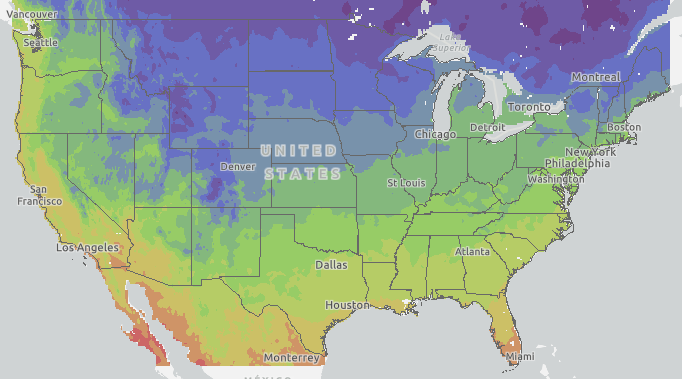 Vancouver
Seattle
Lake
Superior
Montreal
Toronto
Chicago
Detroit
Boston
UNITED
STATES
Denver
New York
Philadelphia
St Louis
Washington
San
Francisco
Los Angeles
Atlanta
Dallas
Houston
Monterrey
Miami
MÉXICO